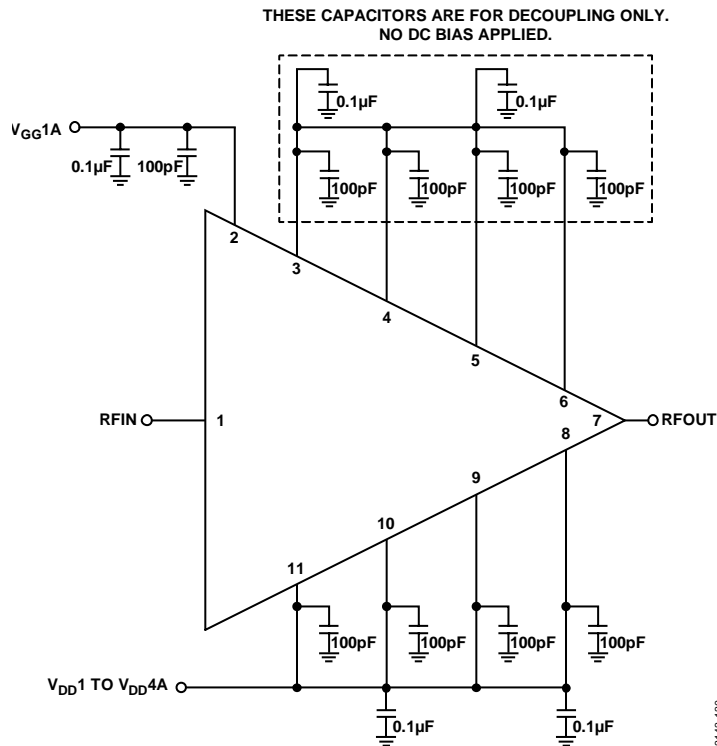 THESE CAPACITORS ARE FOR DECOUPLING ONLY.
NO DC BIAS APPLIED.
0.1µF
0.1µF
VGG1A
0.1µF
100pF
100pF
100pF
100pF
100pF
2
3
4
5
6
RFIN
1
7
RFOUT
8
9
10
11
100pF
100pF
100pF
100pF
VDD1 TO VDD4A
0.1µF
0.1µF